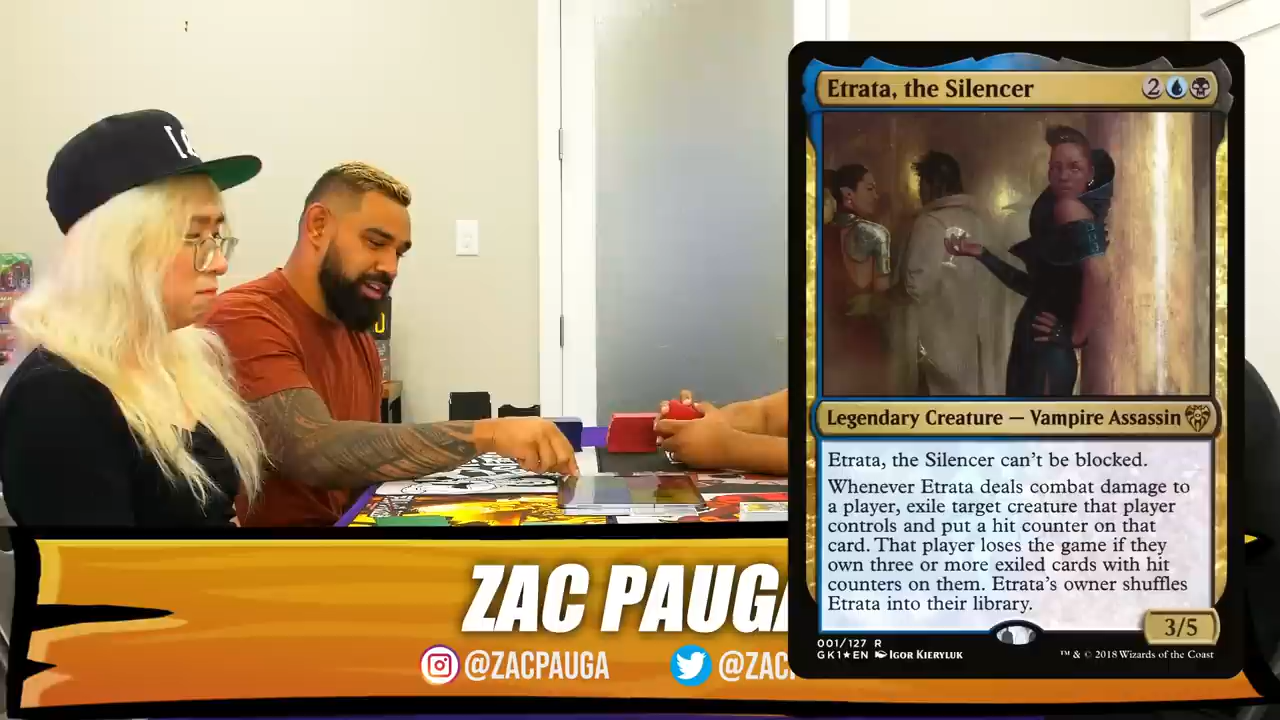 Etrata, the Silencer 2
Legendary Creature — Vampire Assassin
Etrata, the Silencer can't be blocked.
Whenever Etrata deals combat damage to
a player, exile target creature that player
controls and put a hit counter on that
card. That player loses the game if they
own three or more exiled cards with hit
counters on them. Etrata's owner shuffles
Etrata into their library.
3/5
001/127 R
GK1★EN IGOR KIERYLUK
™ & © 2018 Wizards of the Coast
ZAC PAUGA
@ZACPAUGA
@ZAC